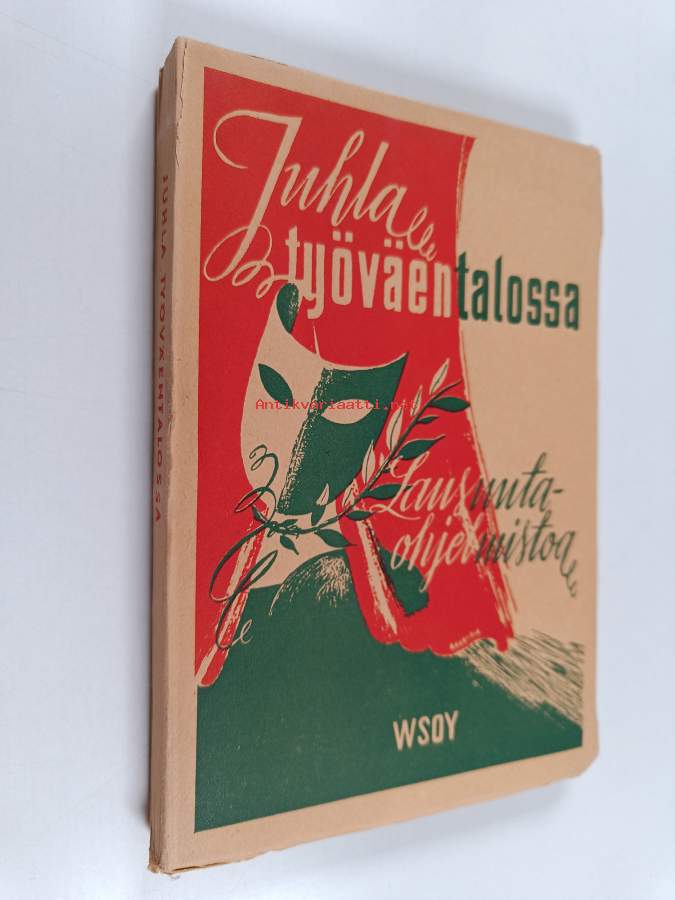 Juhla
työväentalossa
Lausunta-
ohjelmistoa
WSOY
JUHLA TYÖVÄENTALOSSA
Antikvariaatti.net